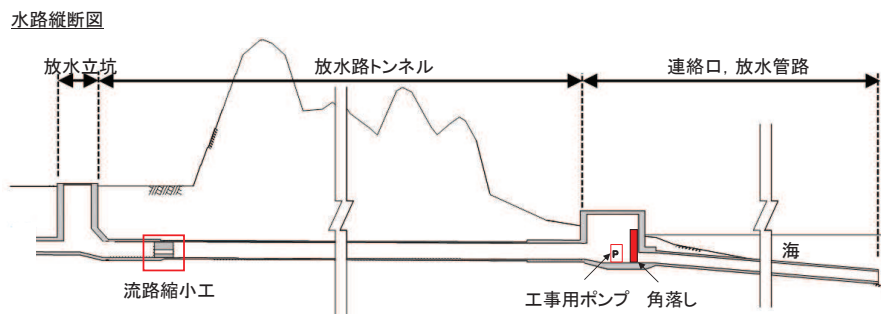 水路縦断図
放水立坑
放水路トンネル
連絡口，放水管路
P
海
流路縮小工
工事用ポンプ
角落し